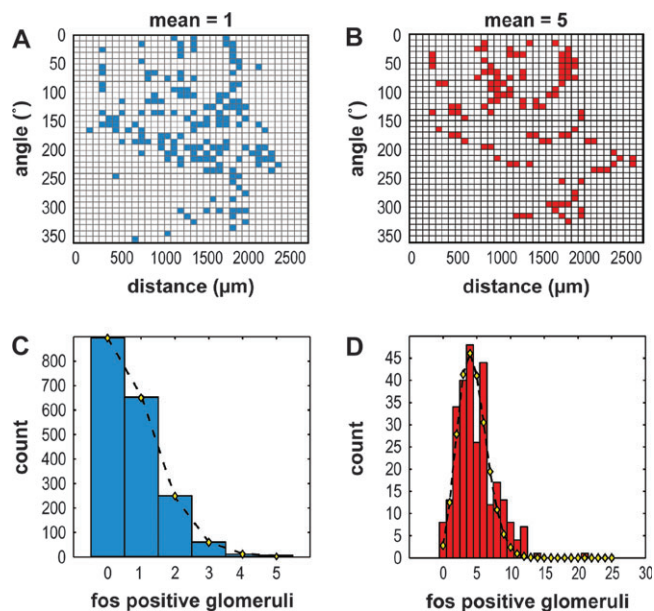 mean = 1
mean = 5
A
B
0
50
100
150
200
250
300
350
angle (˚)
0 500 1000 1500 2000 2500
distance (µm)
0
50
100
150
200
250
300
350
angle (˚)
0 500 1000 1500 2000 2500
distance (µm)
C
D
800
700
600
500
400
300
200
100
0
count
0 1 2 3 4 5
fos positive glomeruli
45
40
35
30
25
20
15
10
5
0
count
0 5 10 15 20 25 30
fos positive glomeruli